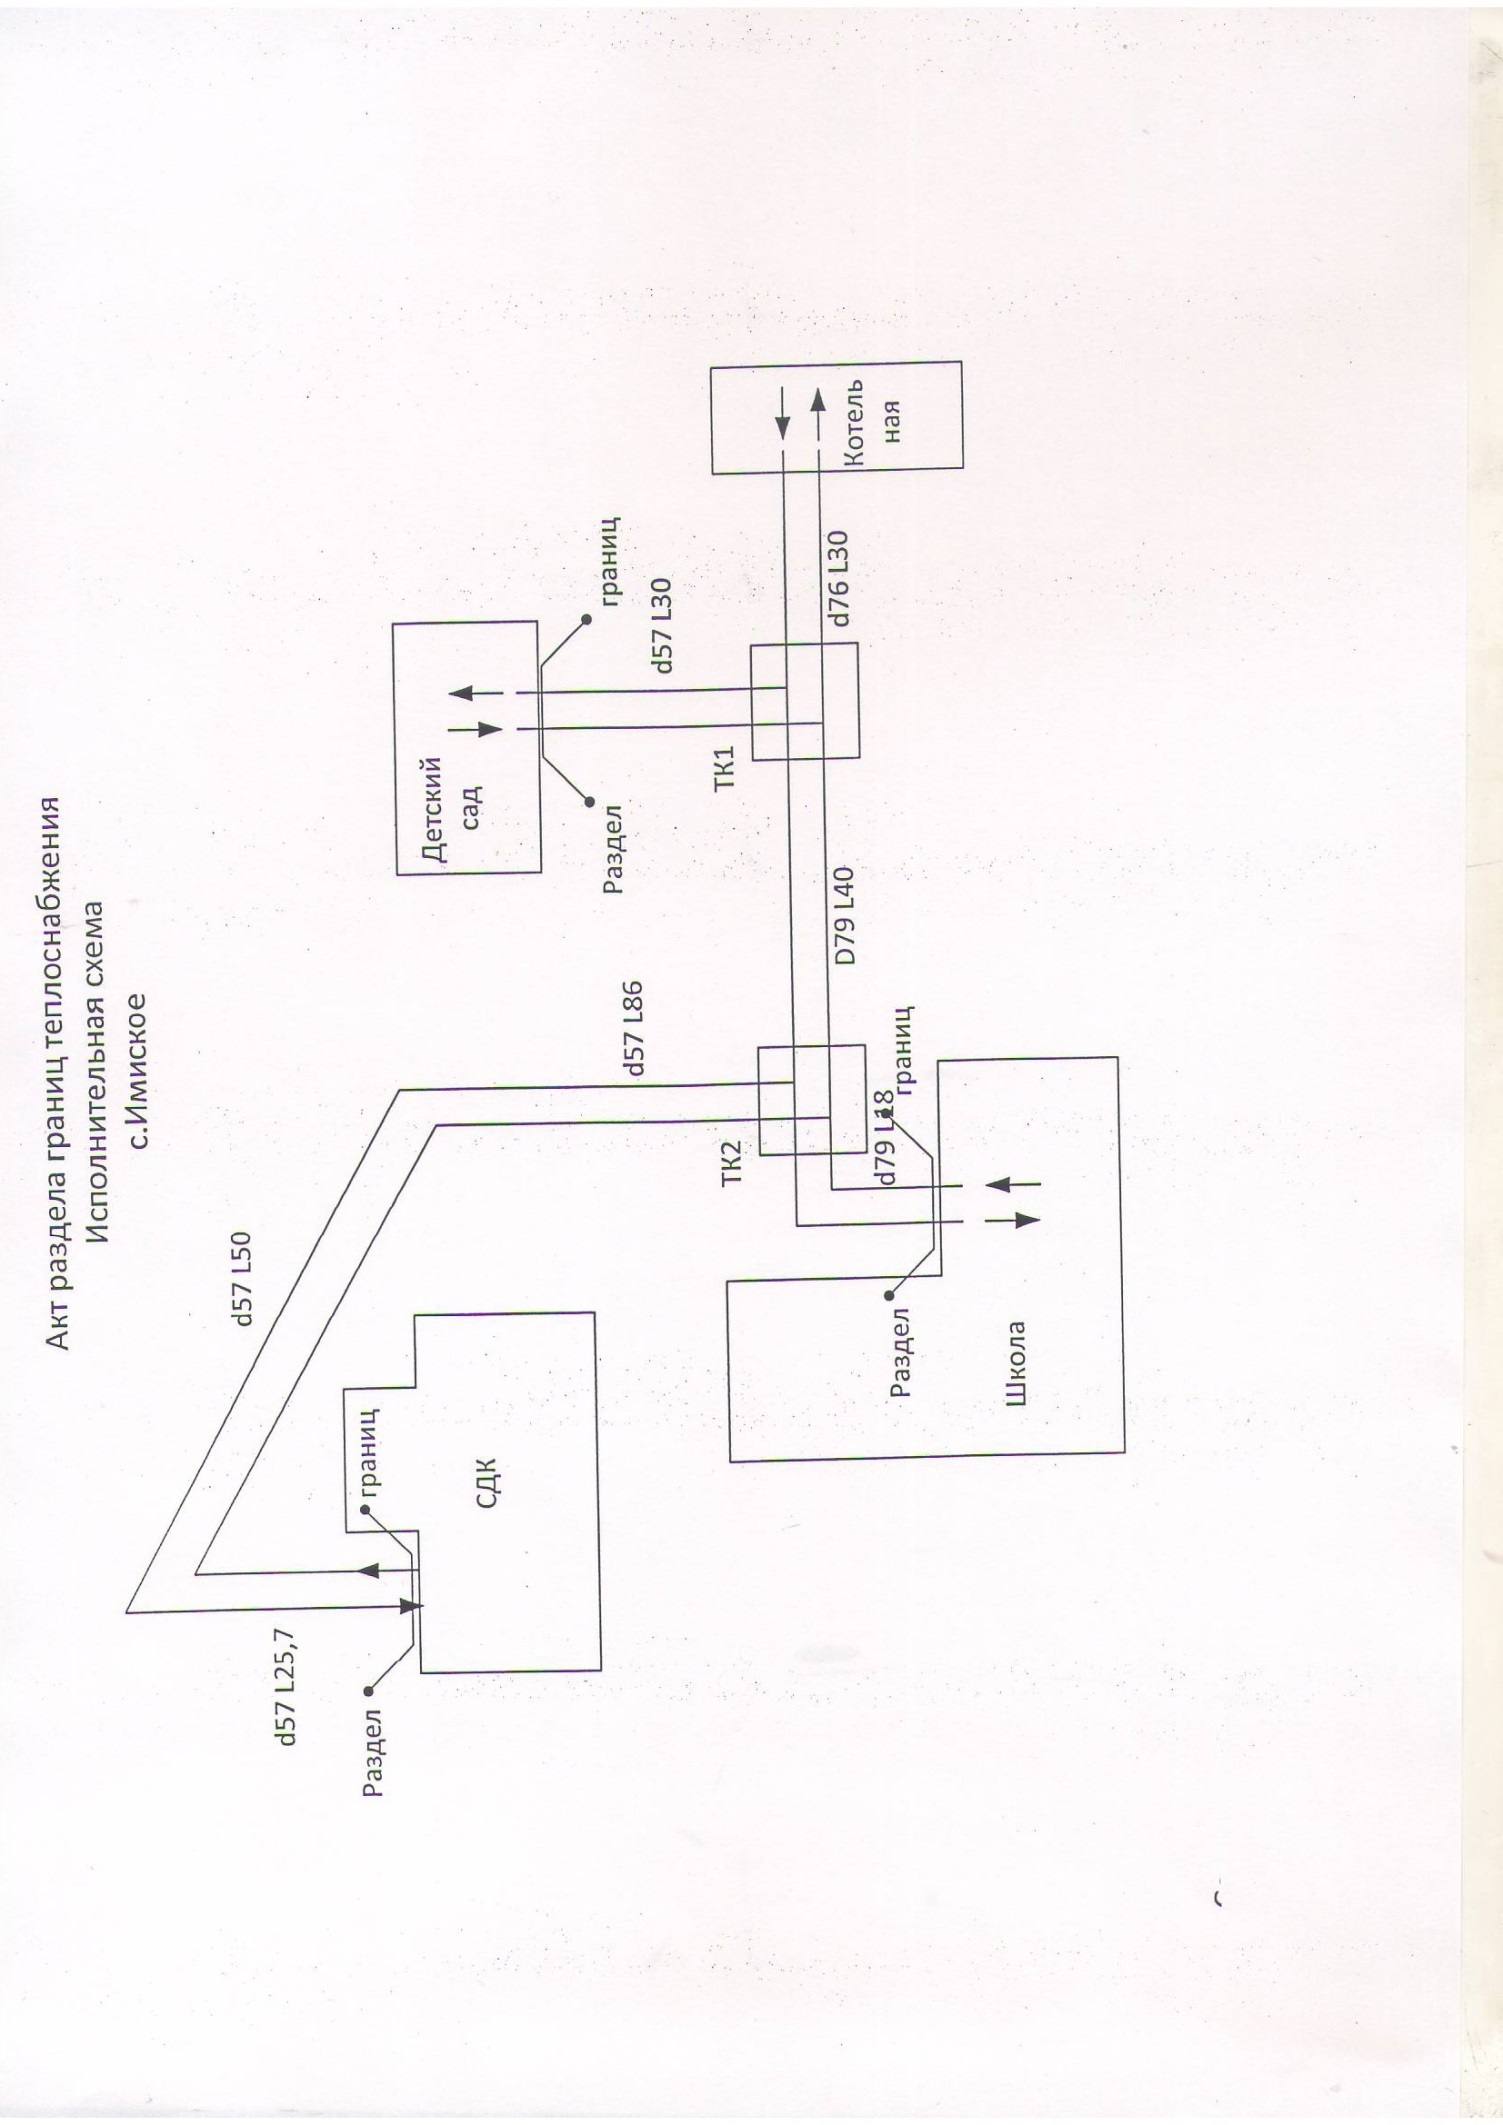 Акт раздела границ теплоснабжения
Исполнительная схема
с.Имиское
d57 L25,7
d57 L50
Раздел
границ
СДК
d57 L86
Детский
сад
Раздел
границ
d57 L30
ТК2
ТК1
d79 L18
D79 L40
d76 L30
Котель
ная
Раздел
границ
Школа